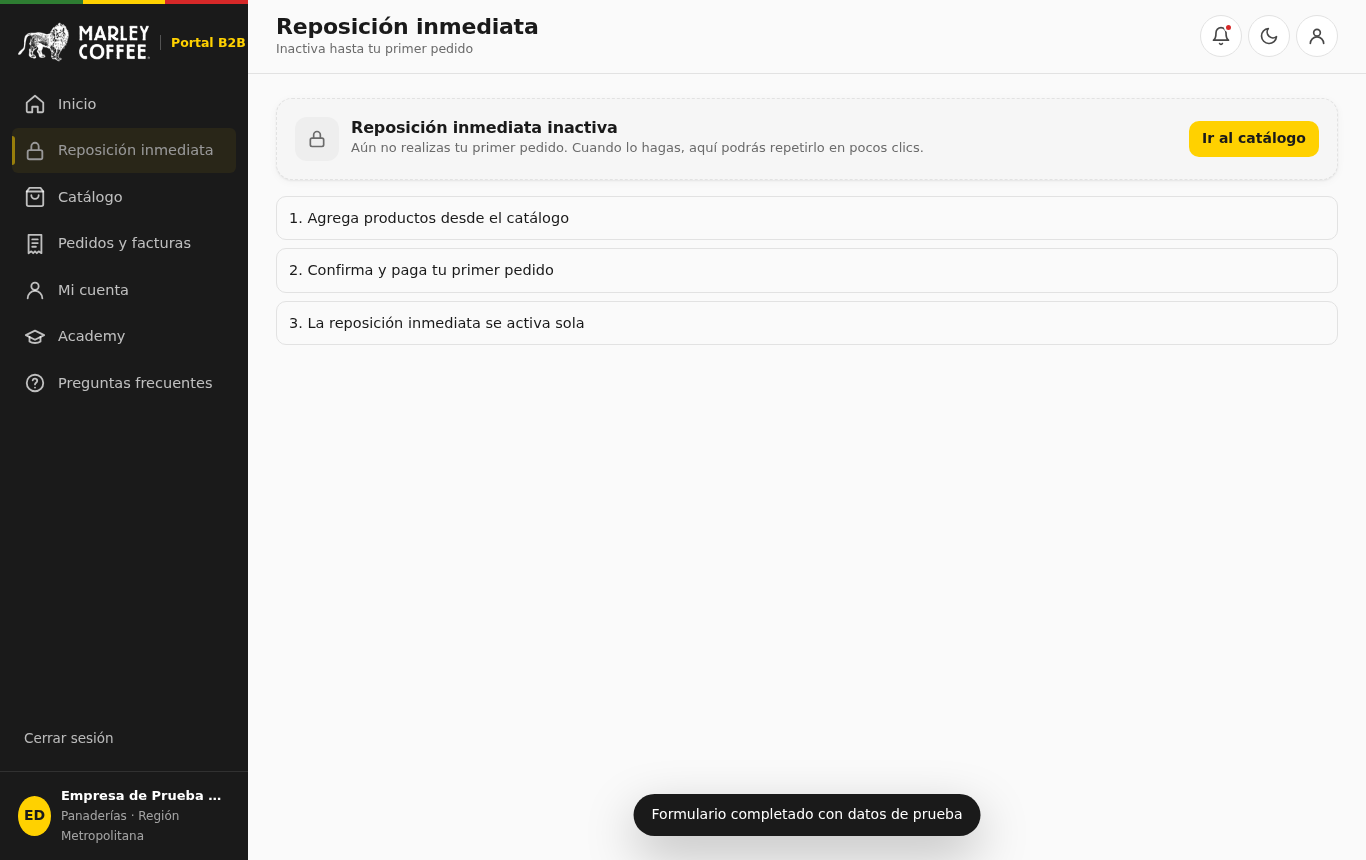 MARLEY
COFFEE
Portal B2B
Inicio
Reposición inmediata
Catálogo
Pedidos y facturas
Mi cuenta
Academy
Preguntas frecuentes
Cerrar sesión
ED
Empresa de Prueba ...
Panaderías · Región
Metropolitana
Reposición inmediata
Inactiva hasta tu primer pedido
Reposición inmediata inactiva
Aún no realizas tu primer pedido. Cuando lo hagas, aquí podrás repetirlo en pocos clics.
Ir al catálogo
1. Agrega productos desde el catálogo
2. Confirma y paga tu primer pedido
3. La reposición inmediata se activa sola
Formulario completado con datos de prueba